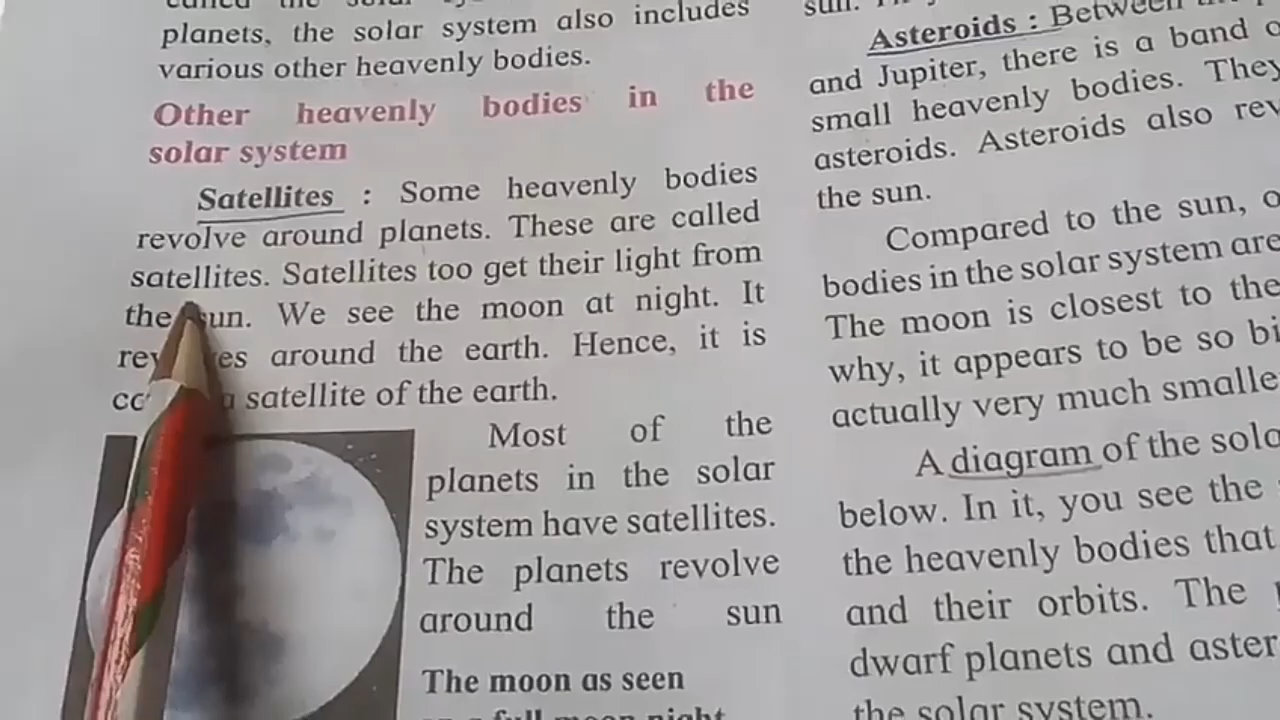 planets, the solar system also includes
various other heavenly bodies.
Other heavenly bodies in the
solar system
Satellites : Some heavenly bodies
revolve around planets. These are called
satellites. Satellites too get their light from
the sun. We see the moon at night. It
around the earth. Hence, it is
satellite of the earth.
Most of the
planets in the solar
system have satellites.
The planets revolve
around the sun
The moon as seen
full moon night
sun.
Asteroids : Between
and Jupiter, there is a band
small heavenly bodies. They
asteroids. Asteroids also
the sun.
Compared to the sun,
bodies in the solar system are
The moon is closest to the
why, it appears to be so
actually very much
A diagram of the
below. In it, you see the
the heavenly bodies that
and their orbits. The
dwarf planets and
the solar system.